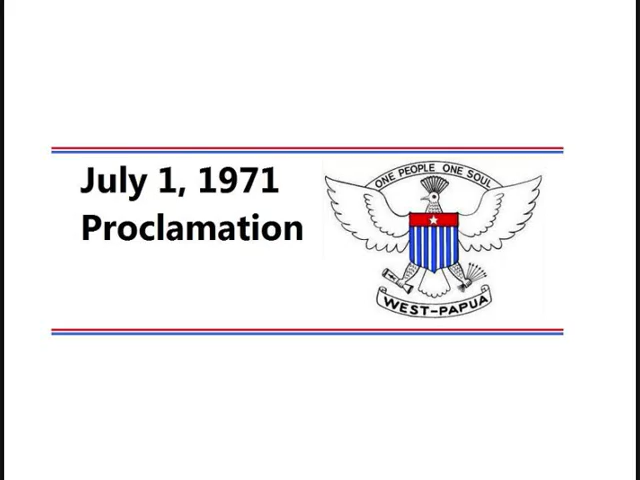 July 1, 1971
Proclamation
ONE PEOPLE ONE SOUL
WEST-PAPUA